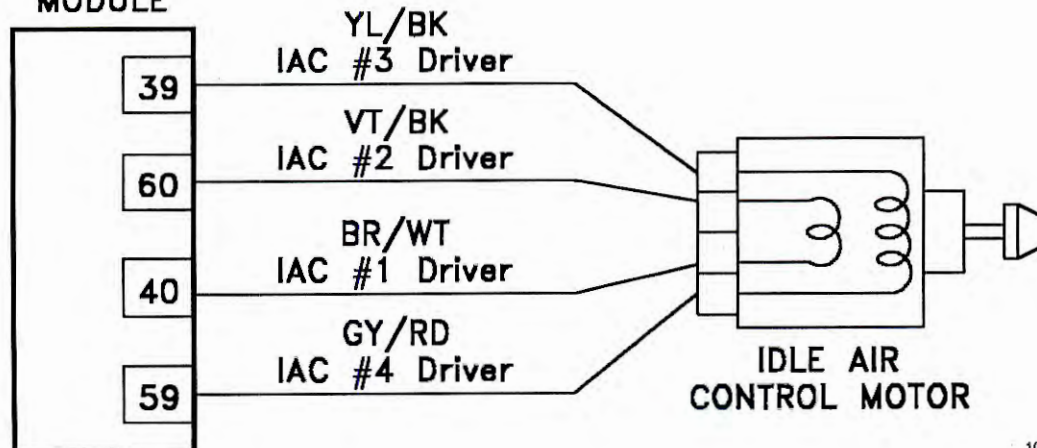 MODULE
YL/BK
IAC #3 Driver
39
VT/BK
IAC #2 Driver
60
BR/WT
IAC #1 Driver
40
GY/RD
IAC #4 Driver
59
IDLE AIR
CONTROL MOTOR